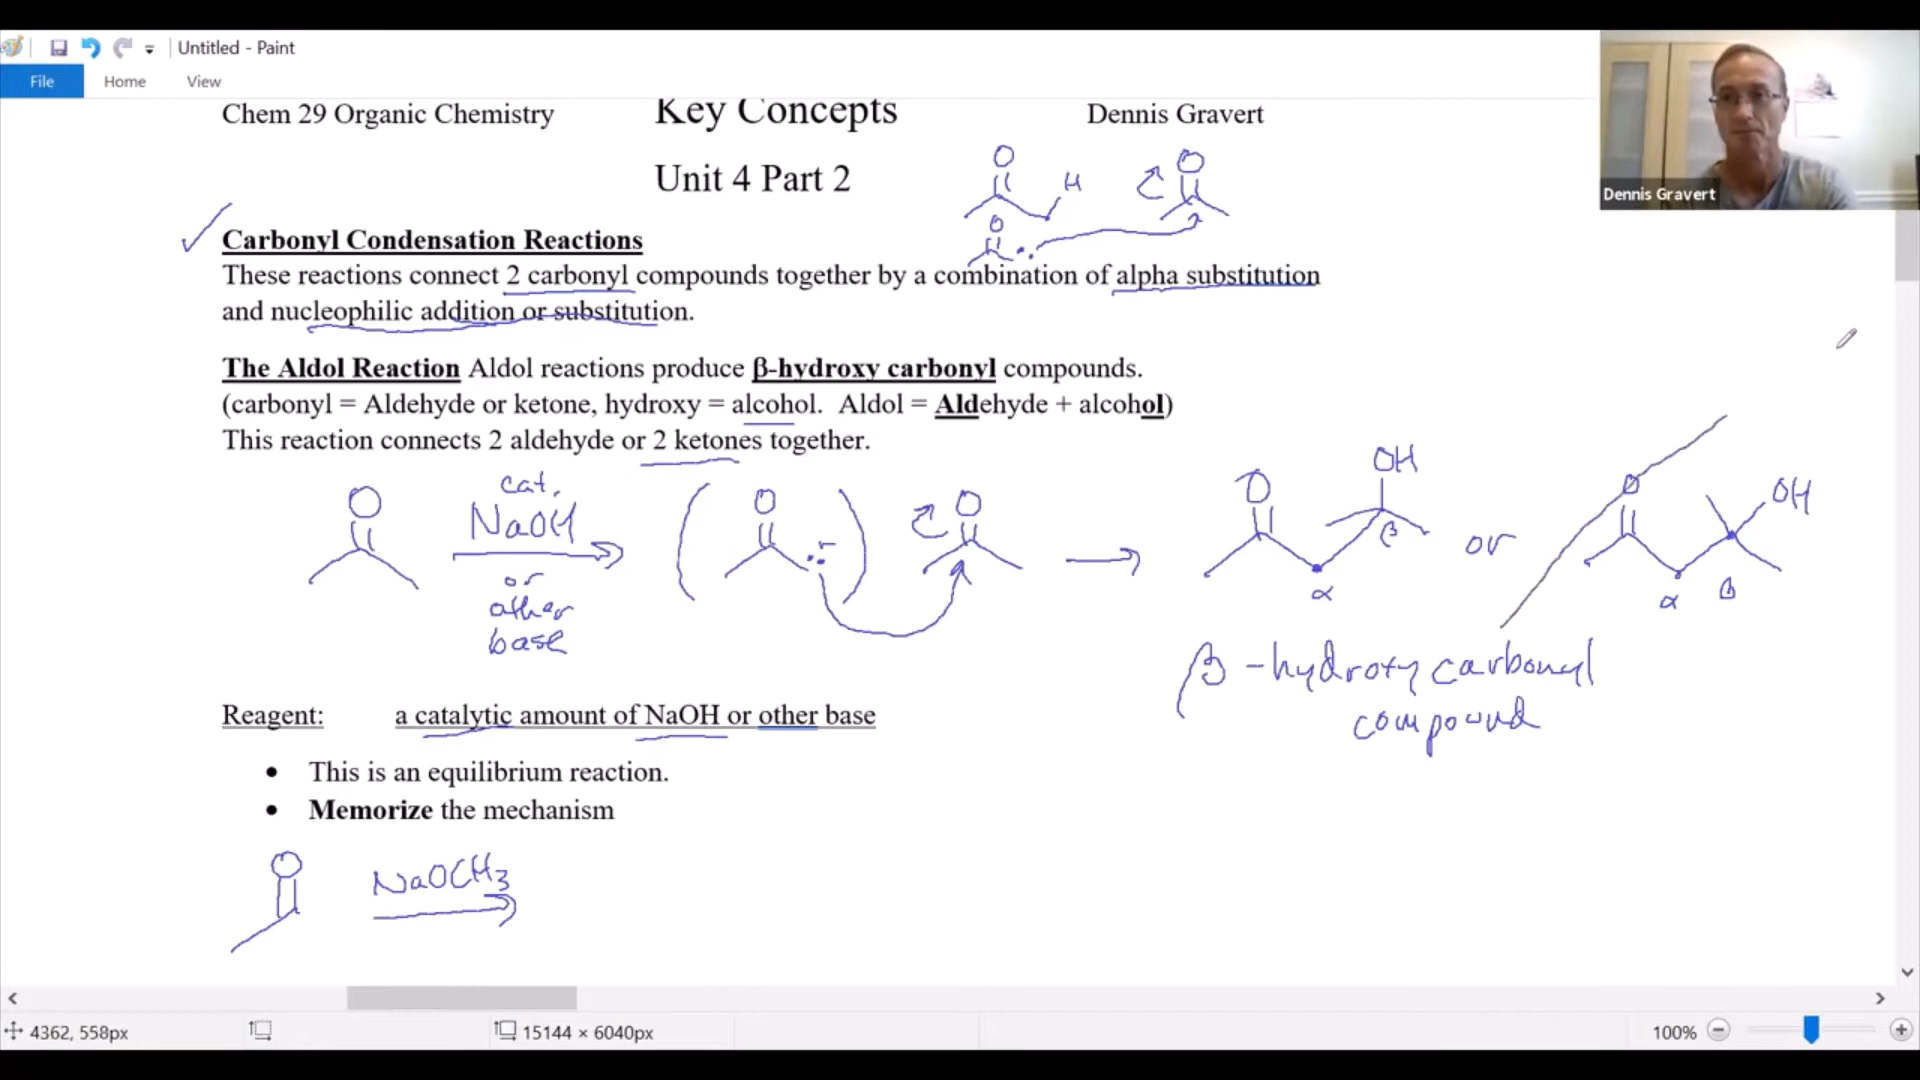 Untitled - Paint
File Home View
Chem 29 Organic Chemistry Key Concepts Dennis Gravert
Unit 4 Part 2
O H O
O
Dennis Gravert
Carbonyl Condensation Reactions
These reactions connect 2 carbonyl compounds together by a combination of alpha substitution
and nucleophilic addition or substitution.
The Aldol Reaction Aldol reactions produce β-hydroxy carbonyl compounds.
(carbonyl = Aldehyde or ketone, hydroxy = alcohol. Aldol = Aldehyde + alcohol)
This reaction connects 2 aldehyde or 2 ketones together.
O cat. NaOH or other base O O O OH β α or O OH α β
β-hydroxy carbonyl
compound
Reagent: a catalytic amount of NaOH or other base
• This is an equilibrium reaction.
• Memorize the mechanism
O NaOCH3
4362, 558px 15144 × 6040px 100%